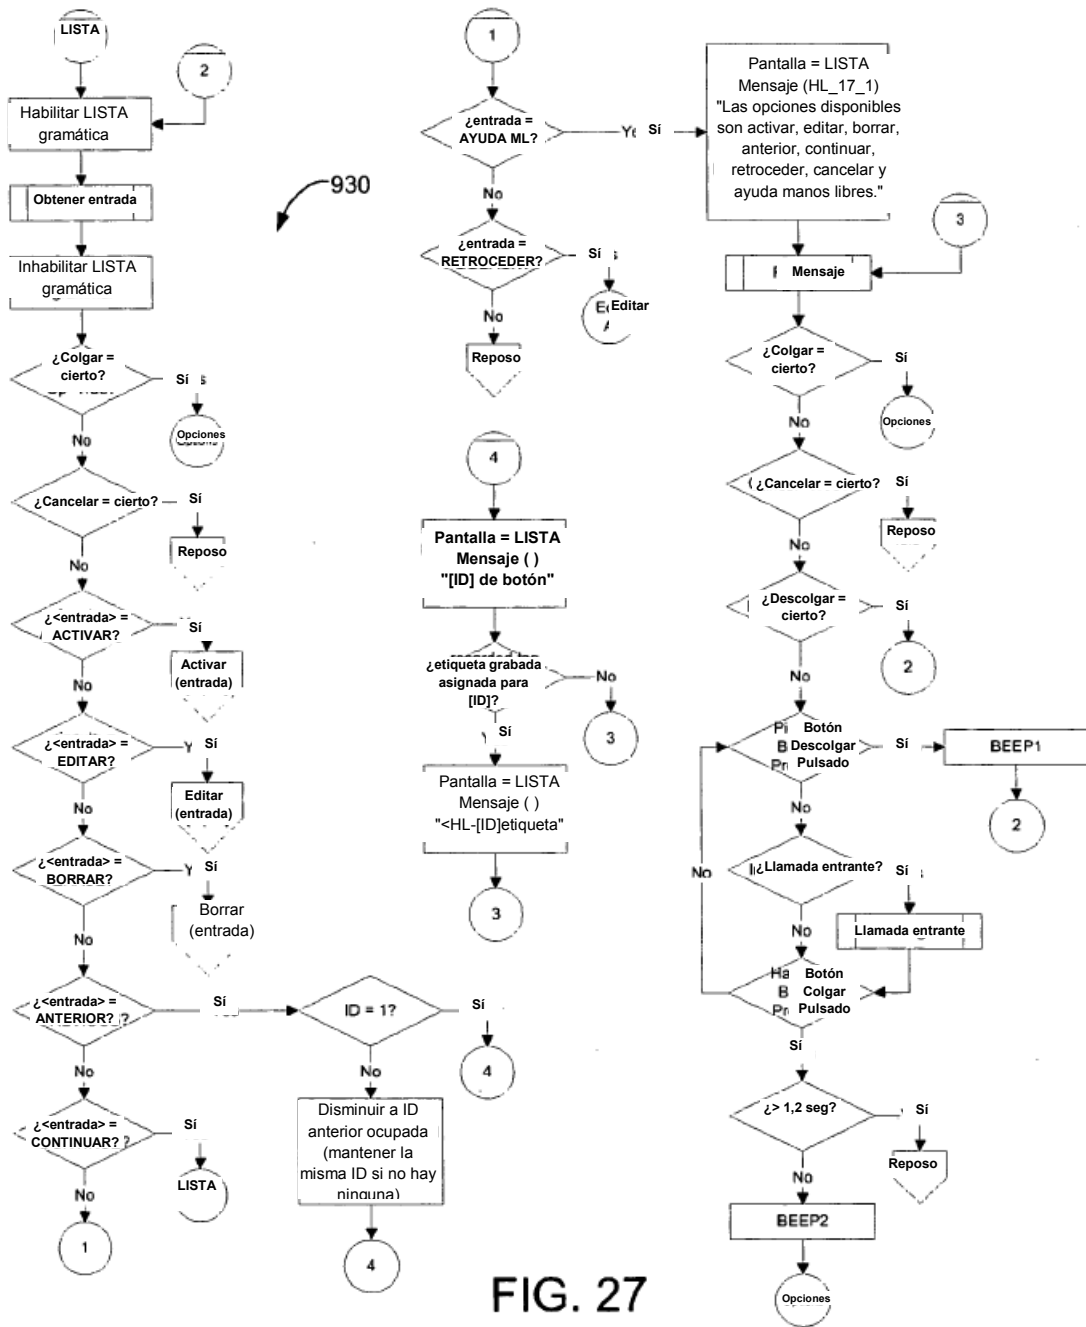 LISTA
2
Habilitar LISTA
gramática
Obtener entrada
930
Inhabilitar LISTA
gramática
¿Colgar =
cierto?
Sí
Opciones
No
¿Cancelar = cierto?
Sí
Reposo
No
¿<entrada> =
ACTIVAR?
Sí
Activar
(entrada)
No
¿<entrada> =
EDITAR?
Sí
Editar
(entrada)
No
¿<entrada> =
BORRAR?
Sí
Borrar
(entrada)
No
¿<entrada> =
ANTERIOR?
Sí
ID = 1?
Sí
4
No
Disminuir a ID
anterior ocupada
(mantener la
misma ID si no hay
ninguna)
4
No
¿<entrada> =
CONTINUAR?
Sí
LISTA
No
1
1
¿entrada =
AYUDA ML?
Sí
No
¿entrada =
RETROCEDER?
Sí
Editar
No
Reposo
4
Pantalla = LISTA
Mensaje ( )
"[ID] de botón"
¿etiqueta grabada
asignada para
[ID]?
No
3
Sí
Pantalla = LISTA
Mensaje ( )
"<HL-[ID]etiqueta"
3
Pantalla = LISTA
Mensaje (HL_17_1)
"Las opciones disponibles
son activar, editar, borrar,
anterior, continuar,
retroceder, cancelar y
ayuda manos libres."
3
Mensaje
¿Colgar =
cierto?
Sí
Opciones
No
¿Cancelar = cierto?
Sí
Reposo
No
¿Descolgar =
cierto?
Sí
2
No
Botón
Descolgar
Pulsado
Sí
BEEP1
2
No
¿Llamada entrante?
Sí
Llamada entrante
No
No
Botón
Colgar
Pulsado
Sí
¿> 1,2 seg?
Sí
Reposo
No
BEEP2
Opciones
FIG. 27